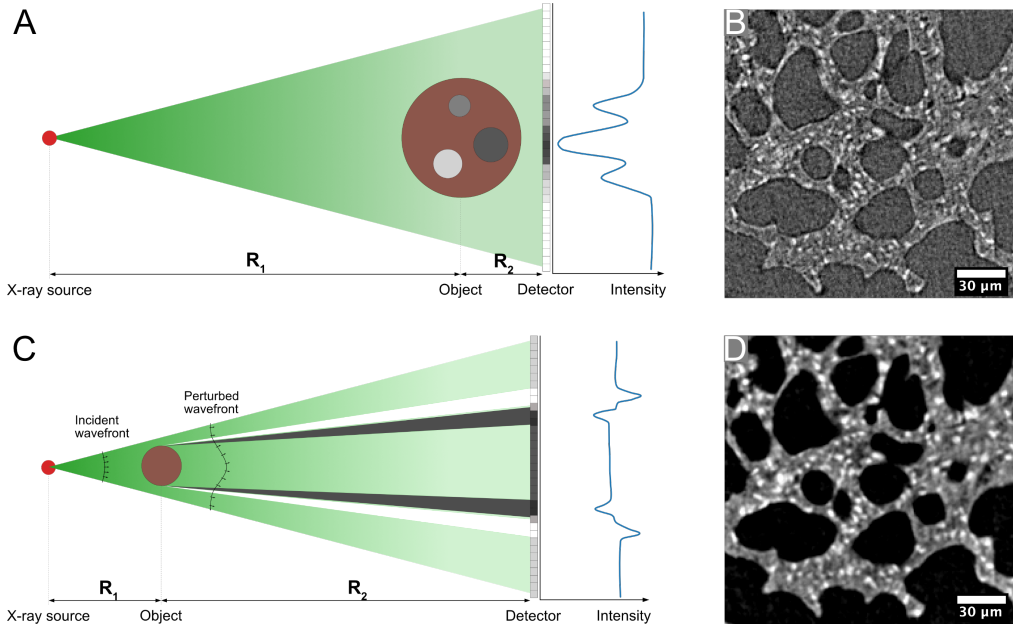 A
B
R₁
R₂
X-ray source
Object
Detector
Intensity
30 µm
C
D
Incident
wavefront
Perturbed
wavefront
R₁
R₂
X-ray source
Object
Detector
Intensity
30 µm